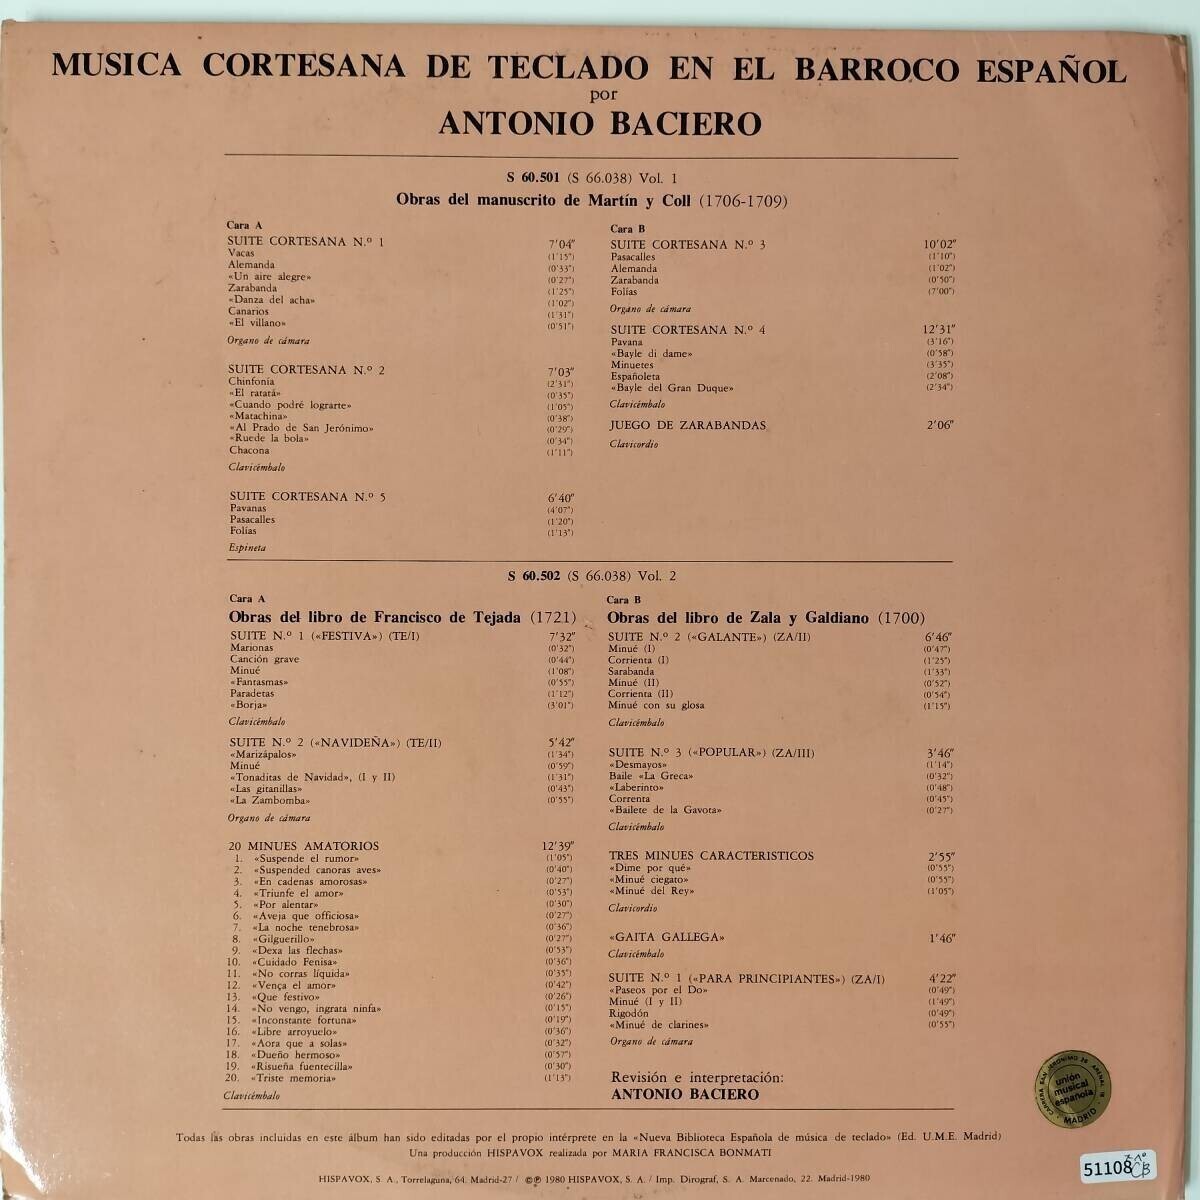 MUSICA CORTESANA DE TECLADO EN EL BARROCO ESPAÑOL
por
ANTONIO BACIERO
S 60.501 (S 66.038) Vol. 1
Obras del manuscrito de Martín y Coll (1706-1709)
Cara A
SUITE CORTESANA N.º 1 7'04"
Vacas (1'15")
Alemanda (0'33")
«Un aire alegre» (0'27")
Zarabanda (1'25")
«Danza del acha» (1'02")
Canarios (1'31")
«El villano» (0'51")
Organo de cámara
SUITE CORTESANA N.º 2 7'03"
Chinfonía (2'31")
«El ratatá» (0'35")
«Cuando podré lograrte» (1'05")
«Matachina» (0'38")
«Al Prado de San Jerónimo» (0'29")
«Ruede la bola» (0'34")
Chacona (1'11")
Clavicémbalo
SUITE CORTESANA N.º 5 6'40"
Pavanas (4'07")
Pasacalles (1'20")
Folías (1'13")
Espineta
Cara B
SUITE CORTESANA N.º 3 10'02"
Pasacalles (1'10")
Alemanda (1'02")
Zarabanda (0'50")
Folías (7'00")
Organo de cámara
SUITE CORTESANA N.º 4 12'31"
Pavana (3'16")
«Bayle di dame» (0'58")
Minuetes (3'35")
Españoleta (2'08")
«Bayle del Gran Duque» (2'34")
Clavicémbalo
JUEGO DE ZARABANDAS 2'06"
Clavicordio
S 60.502 (S 66.038) Vol. 2
Cara A
Obras del libro de Francisco de Tejada (1721)
SUITE N.º 1 («FESTIVA») (TE/I) 7'32"
Marionas (0'32")
Canción grave (0'44")
Minué (1'08")
«Fantasmas» (0'55")
Paradetas (1'12")
«Borja» (3'01")
Clavicémbalo
SUITE N.º 2 («NAVIDEÑA») (TE/II) 5'42"
«Marizápalos» (1'34")
Minué (0'59")
«Tonaditas de Navidad», (I y II) (1'31")
«Las gitanillas» (0'43")
«La Zambomba» (0'55")
Organo de cámara
20 MINUES AMATORIOS 12'39"
1. «Suspende el rumor» (1'05")
2. «Suspended canoras aves» (0'40")
3. «En cadenas amorosas» (0'27")
4. «Triunfe el amor» (0'53")
5. «Por alentar» (0'30")
6. «Aveja que officiosa» (0'27")
7. «La noche tenebrosa» (0'36")
8. «Gilguerillo» (0'27")
9. «Dexa las flechas» (0'53")
10. «Cuidado Fenisa» (0'36")
11. «No corras líquida» (0'35")
12. «Vença el amor» (0'42")
13. «Que festivo» (0'26")
14. «No vengo, ingrata ninfa» (0'15")
15. «Inconstante fortuna» (0'19")
16. «Libre arroyuelo» (0'36")
17. «Aora que a solas» (0'32")
18. «Dueño hermoso» (0'57")
19. «Risueña fuentecilla» (0'30")
20. «Triste memoria» (1'13")
Clavicémbalo
Cara B
Obras del libro de Zala y Galdiano (1700)
SUITE N.º 2 («GALANTE») (ZA/II) 6'46"
Minué (I) (0'47")
Corrienta (I) (1'25")
Sarabanda (1'33")
Minué (II) (0'52")
Corrienta (II) (0'54")
Minué con su glosa (1'15")
Clavicémbalo
SUITE N.º 3 («POPULAR») (ZA/III) 3'46"
«Desmayos» (1'14")
Baile «La Greca» (0'32")
«Laberinto» (0'48")
Correnta (0'45")
«Bailete de la Gavota» (0'27")
Clavicémbalo
TRES MINUES CARACTERISTICOS 2'55"
«Dime por qué» (0'55")
«Minué ciegato» (0'55")
«Minué del Rey» (1'05")
Clavicordio
«GAITA GALLEGA» 1'46"
Clavicémbalo
SUITE N.º 1 («PARA PRINCIPIANTES») (ZA/I) 4'22"
«Paseos por el Do» (0'49")
Minué (I y II) (1'49")
Rigodón (0'49")
«Minué de clarines» (0'55")
Organo de cámara
Revisión e interpretación:
ANTONIO BACIERO
CARRERA SAN JERONIMO 26 ARENAL 18
unión
musical
española
MADRID
Todas las obras incluidas en este álbum han sido editadas por el propio intérprete en la «Nueva Biblioteca Española de música de teclado» (Ed. U.M.E. Madrid)
Una producción HISPAVOX realizada por MARIA FRANCISCA BONMATI
HISPAVOX, S. A., Torrelaguna, 64. Madrid-27 / ©℗ 1980 HISPAVOX, S. A. / Imp. Dirograf, S. A. Marcenado, 22. Madrid-1980
51108
CB